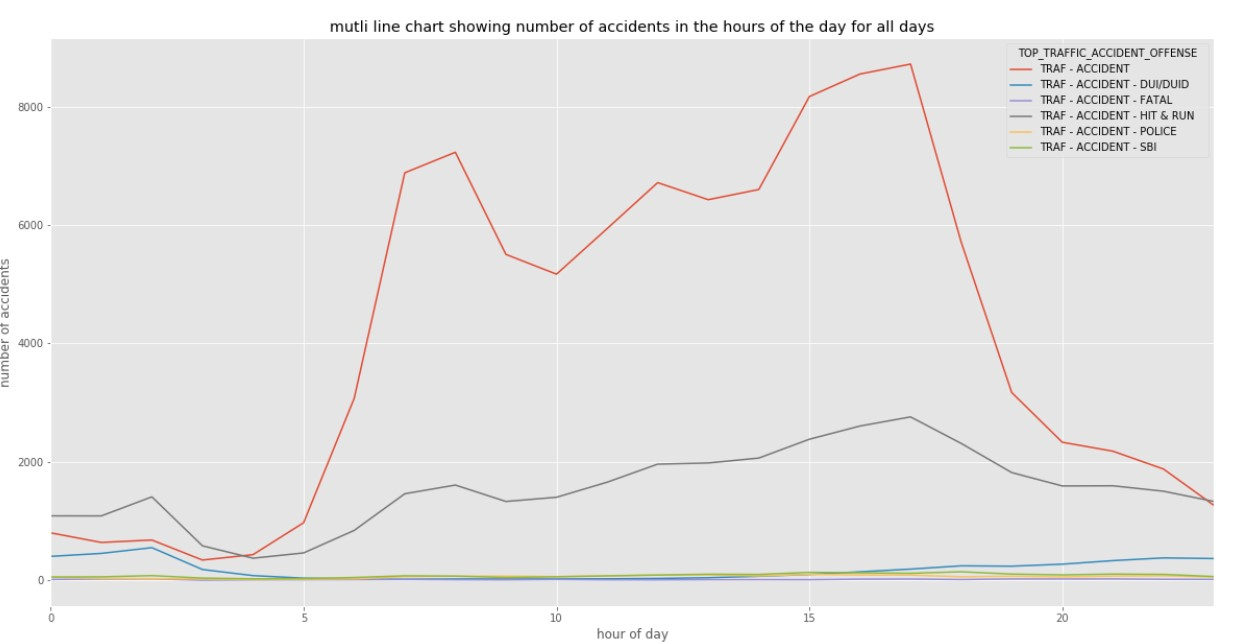 mutli line chart showing number of accidents in the hours of the day for all days
TOP_TRAFFIC_ACCIDENT_OFFENSE
TRAF - ACCIDENT
TRAF - ACCIDENT - DUI/DUID
TRAF - ACCIDENT - FATAL
TRAF - ACCIDENT - HIT & RUN
TRAF - ACCIDENT - POLICE
TRAF - ACCIDENT - SBI
number of accidents
8000
6000
4000
2000
0
0
5
10
15
20
hour of day